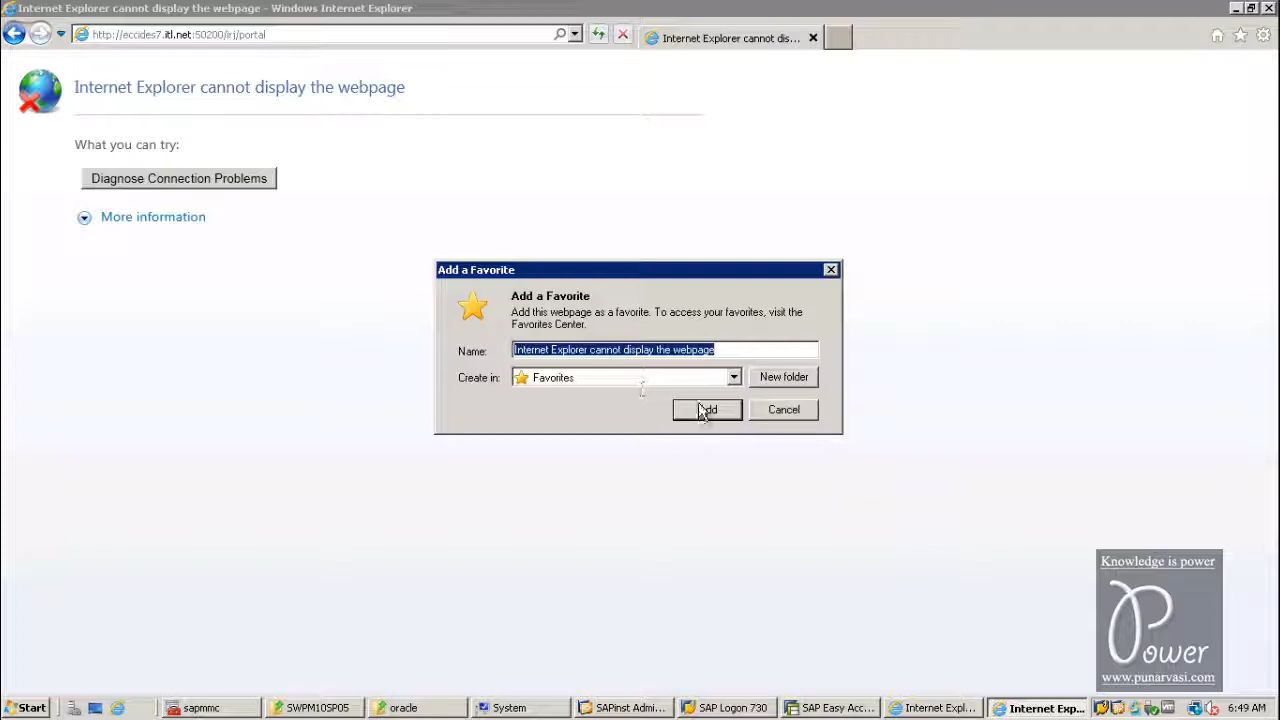 Internet Explorer cannot display the webpage - Windows Internet Explorer
http://eccides7.itl.net:50200/irj/portal
Internet Explorer cannot dis...
Internet Explorer cannot display the webpage
What you can try:
Diagnose Connection Problems
More information
Add a Favorite
Add a Favorite
Add this webpage as a favorite. To access your favorites, visit the
Favorites Center.
Name:
Internet Explorer cannot display the webpage
Create in:
Favorites
New folder
Add
Cancel
Knowledge is power
Power
www.punarvasi.com
Start
sapmmc
SWPM10SP05
oracle
System
SAPinst Admi...
SAP Login 730
SAP Easy Acc...
Internet Expl...
Internet Exp...
6:49 AM